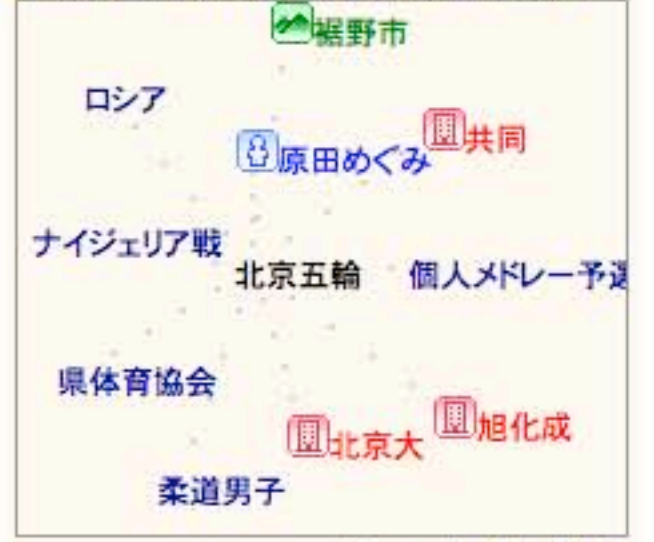 裾野市
ロシア
共同
原田めぐみ
ナイジェリア戦
北京五輪
個人メドレー予選
県体育協会
旭化成
北京大
柔道男子